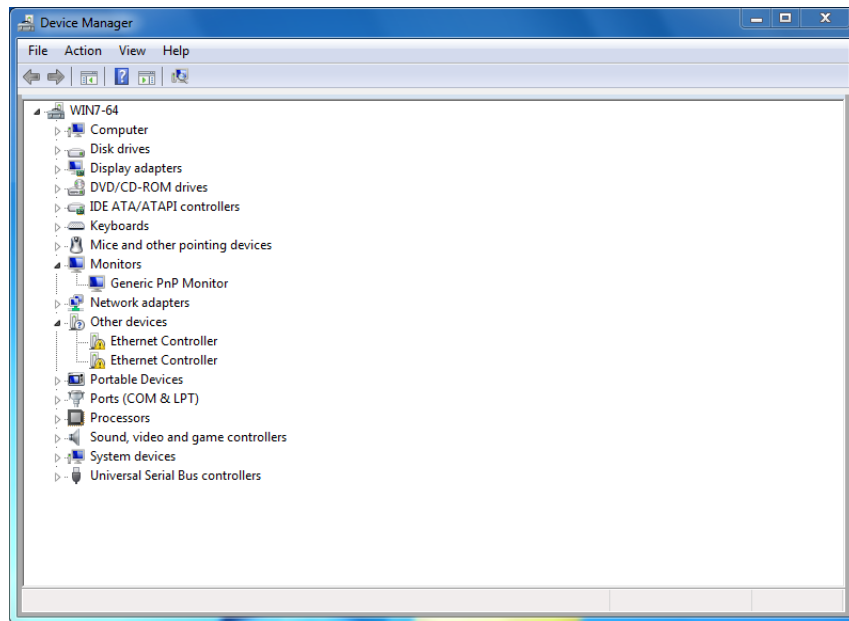 Device Manager
File Action View Help
WIN7-64
Computer
Disk drives
Display adapters
DVD/CD-ROM drives
IDE ATA/ATAPI controllers
Keyboards
Mice and other pointing devices
Monitors
Generic PnP Monitor
Network adapters
Other devices
Ethernet Controller
Ethernet Controller
Portable Devices
Ports (COM & LPT)
Processors
Sound, video and game controllers
System devices
Universal Serial Bus controllers